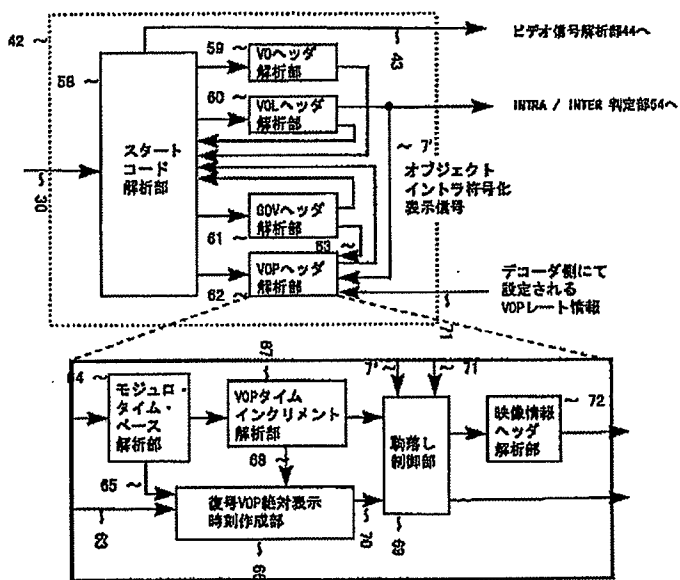 42
58
スタート
コード
解析部
30
59
VOヘッダ
解析部
60
VOLヘッダ
解析部
61
GOVヘッダ
解析部
62
63
VOPヘッダ
解析部
43
ビデオ信号解析部44へ
INTRA / INTER 判定部54へ
7'
オブジェクト
イントラ符号化
表示信号
デコーダ側にて
設定される
VOPレート情報
71
64
モジュロ・
タイム・
ベース
解析部
67
VOPタイム
インクリメント
解析部
7'
71
駒落し
制御部
72
映像情報
ヘッダ
解析部
65
68
復号VOP絶対表示
時刻作成部
63
66
70
69